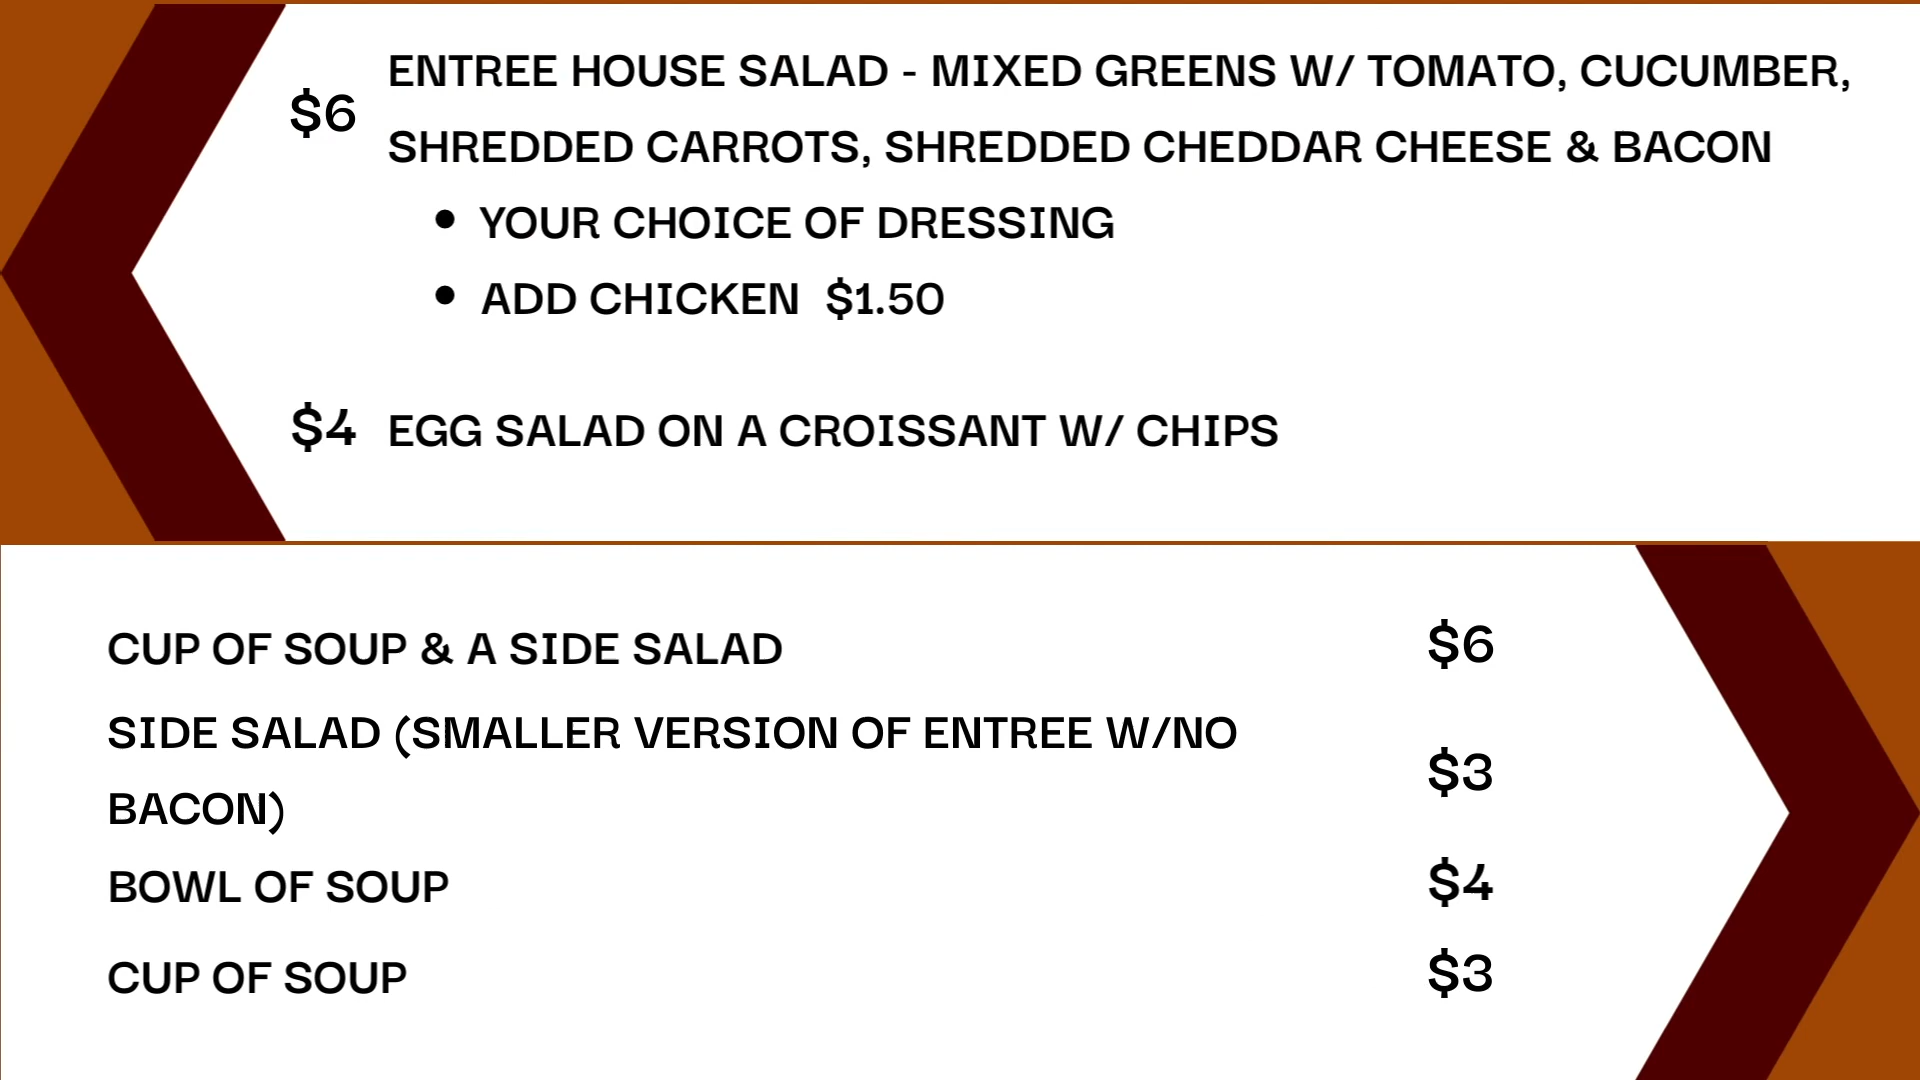 $6 ENTREE HOUSE SALAD - MIXED GREENS W/ TOMATO, CUCUMBER,
SHREDDED CARROTS, SHREDDED CHEDDAR CHEESE & BACON
• YOUR CHOICE OF DRESSING
• ADD CHICKEN $1.50
$4 EGG SALAD ON A CROISSANT W/ CHIPS
CUP OF SOUP & A SIDE SALAD $6
SIDE SALAD (SMALLER VERSION OF ENTREE W/NO
BACON) $3
BOWL OF SOUP $4
CUP OF SOUP $3